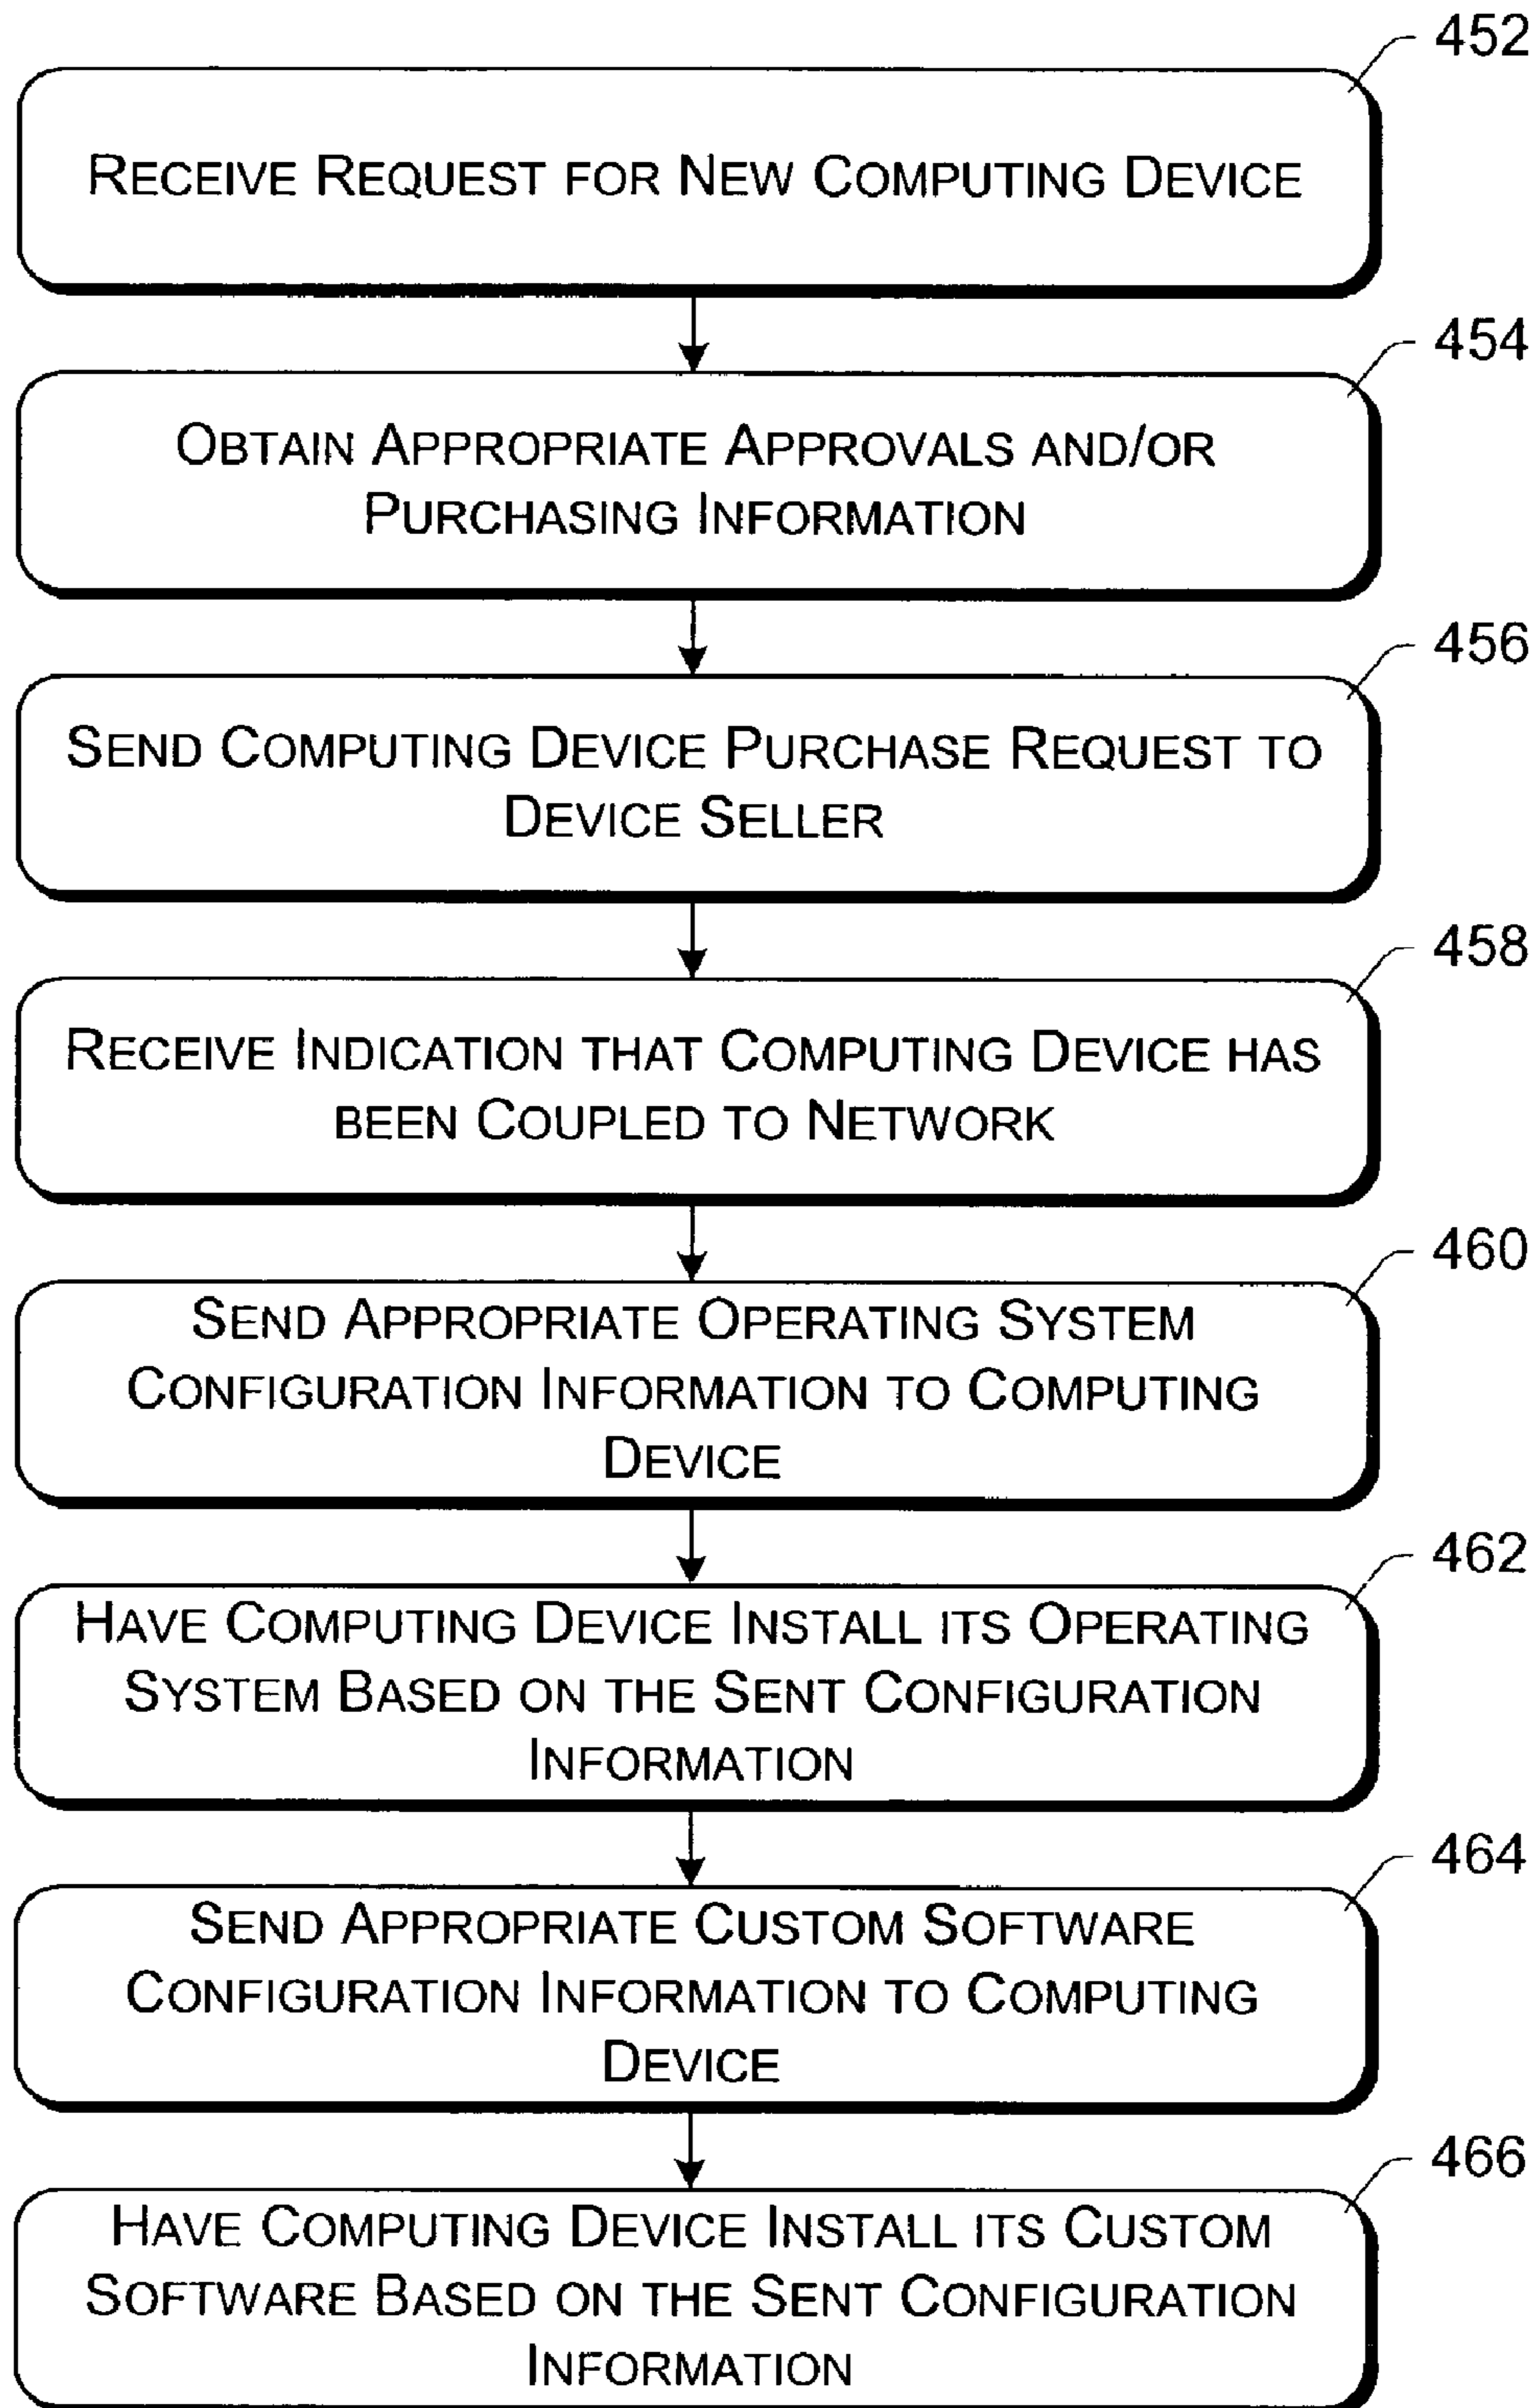 452
RECEIVE REQUEST FOR NEW COMPUTING DEVICE
454
OBTAIN APPROPRIATE APPROVALS AND/OR
PURCHASING INFORMATION
456
SEND COMPUTING DEVICE PURCHASE REQUEST TO
DEVICE SELLER
458
RECEIVE INDICATION THAT COMPUTING DEVICE HAS
BEEN COUPLED TO NETWORK
460
SEND APPROPRIATE OPERATING SYSTEM
CONFIGURATION INFORMATION TO COMPUTING
DEVICE
462
HAVE COMPUTING DEVICE INSTALL ITS OPERATING
SYSTEM BASED ON THE SENT CONFIGURATION
INFORMATION
464
SEND APPROPRIATE CUSTOM SOFTWARE
CONFIGURATION INFORMATION TO COMPUTING
DEVICE
466
HAVE COMPUTING DEVICE INSTALL ITS CUSTOM
SOFTWARE BASED ON THE SENT CONFIGURATION
INFORMATION